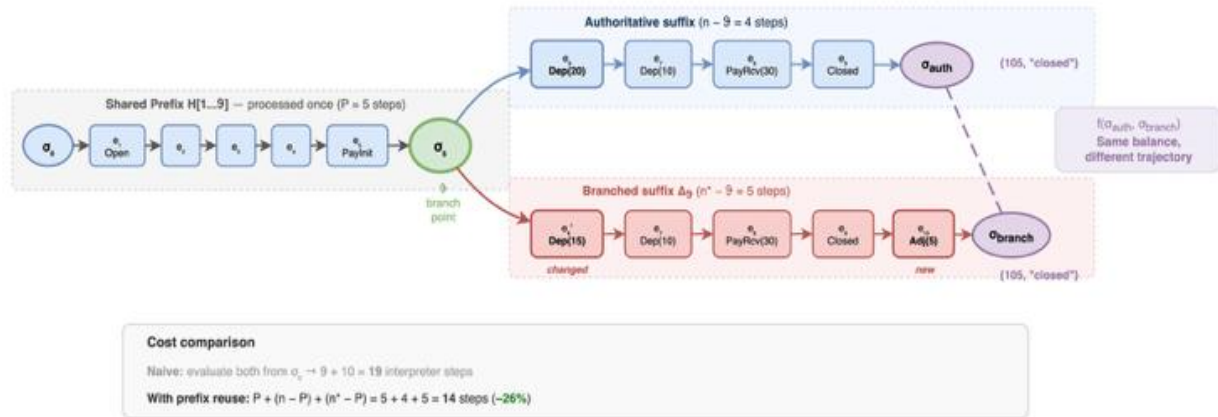 Authoritative suffix (n − 9 = 4 steps)
Dep(20)
Dep(10)
PayRcv(30)
Closed
σauth
(105, "closed")
Shared Prefix H[1...9] — processed once (P = 5 steps)
Open
PayInit
branch
point
f(σauth, σbranch)
Same balance,
different trajectory
Branched suffix Δ9 (n* − 9 = 5 steps)
Dep(15)
Dep(10)
PayRcv(30)
Closed
Adj(5)
σbranch
changed
new
(105, "closed")
Cost comparison
Naive: evaluate both from → 9 + 10 = 19 interpreter steps
With prefix reuse: P + (n − P) + (n* − P) = 5 + 4 + 5 = 14 steps (−26%)